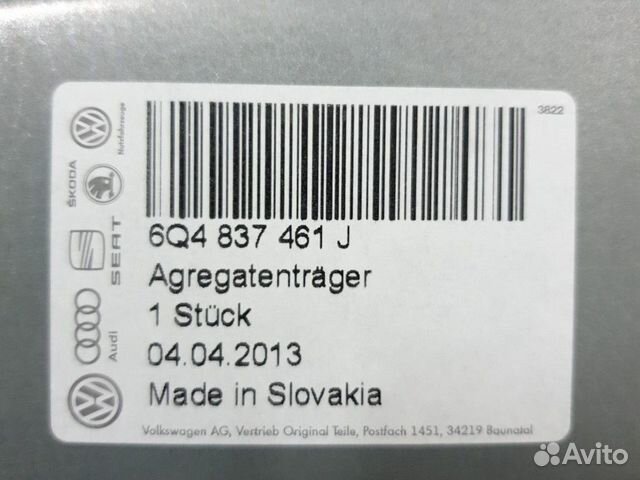 3822
Nutzfahrzeuge
ŠKODA
SEAT
Audi
6Q4 837 461 J
Agregatenträger
1 Stück
04.04.2013
Made in Slovakia
Volkswagen AG, Vertrieb Original Teile, Postfach 1451, 34219 Baunatal
Avito